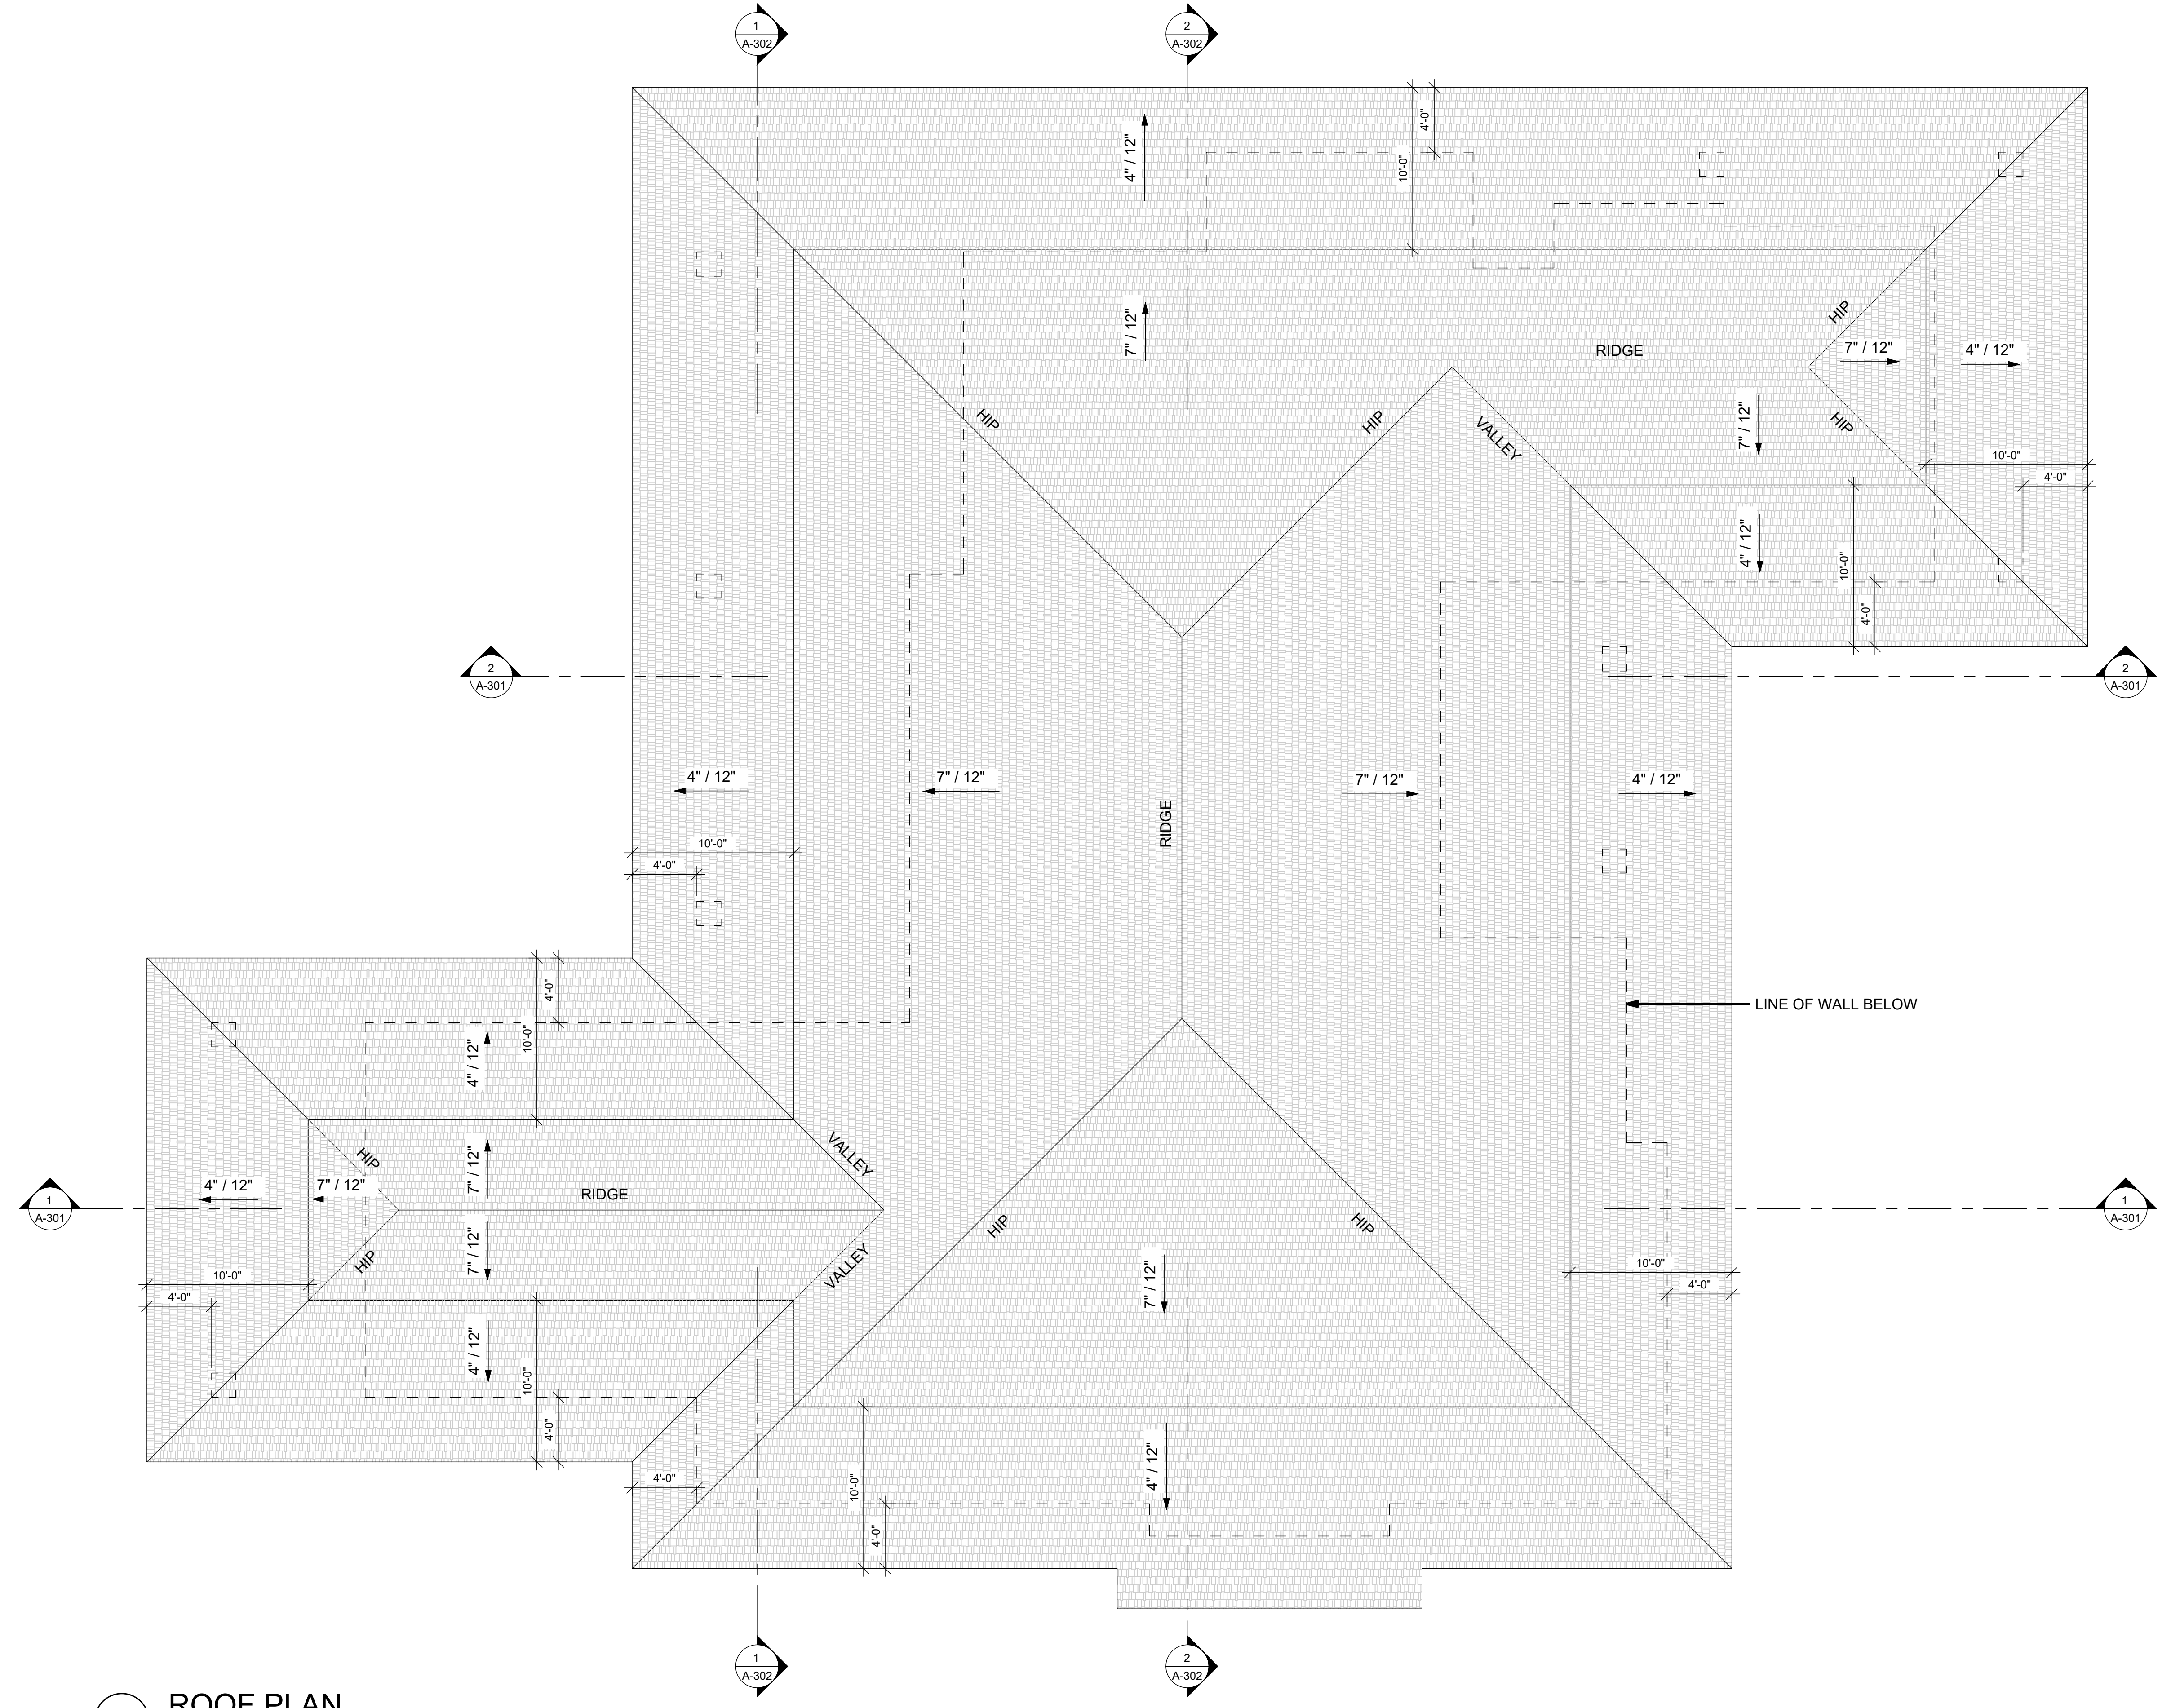 1
A-302
2
A-302
4'-0"
4" / 12"
10'-0"
7" / 12"
HIP
RIDGE
7" / 12"
4" / 12"
HIP
HIP
VALLEY
7" / 12"
HIP
10'-0"
4'-0"
4" / 12"
10'-0"
4'-0"
2
A-301
2
A-301
4" / 12"
7" / 12"
7" / 12"
4" / 12"
RIDGE
10'-0"
4'-0"
4'-0"
10'-0"
4" / 12"
LINE OF WALL BELOW
VALLEY
HIP
7" / 12"
4" / 12"
7" / 12"
RIDGE
1
A-301
1
A-301
HIP
HIP
7" / 12"
HIP
VALLEY
10'-0"
4'-0"
7" / 12"
10'-0"
4'-0"
4" / 12"
10'-0"
4'-0"
4'-0"
10'-0"
4" / 12"
4'-0"
1
A-302
2
A-302
ROOF PLAN